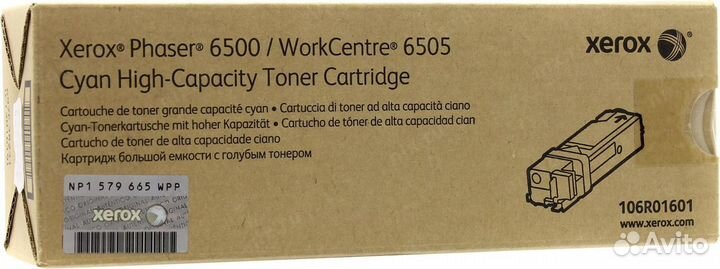 Xerox® Phaser® 6500 / WorkCentre® 6505
Cyan High-Capacity Toner Cartridge
xerox
Cartouche de toner grande capacité cyan • Cartuccia di toner ad alta capacità ciano
Cyan-Tonerkartusche mit hoher Kapazität • Cartucho de tóner de alta capacidad cian
Cartucho de toner de alta capacidade ciano
Картридж большой емкости с голубым тонером
NP1 579 665 WPP
xerox
106R01601
www.xerox.com
Avito